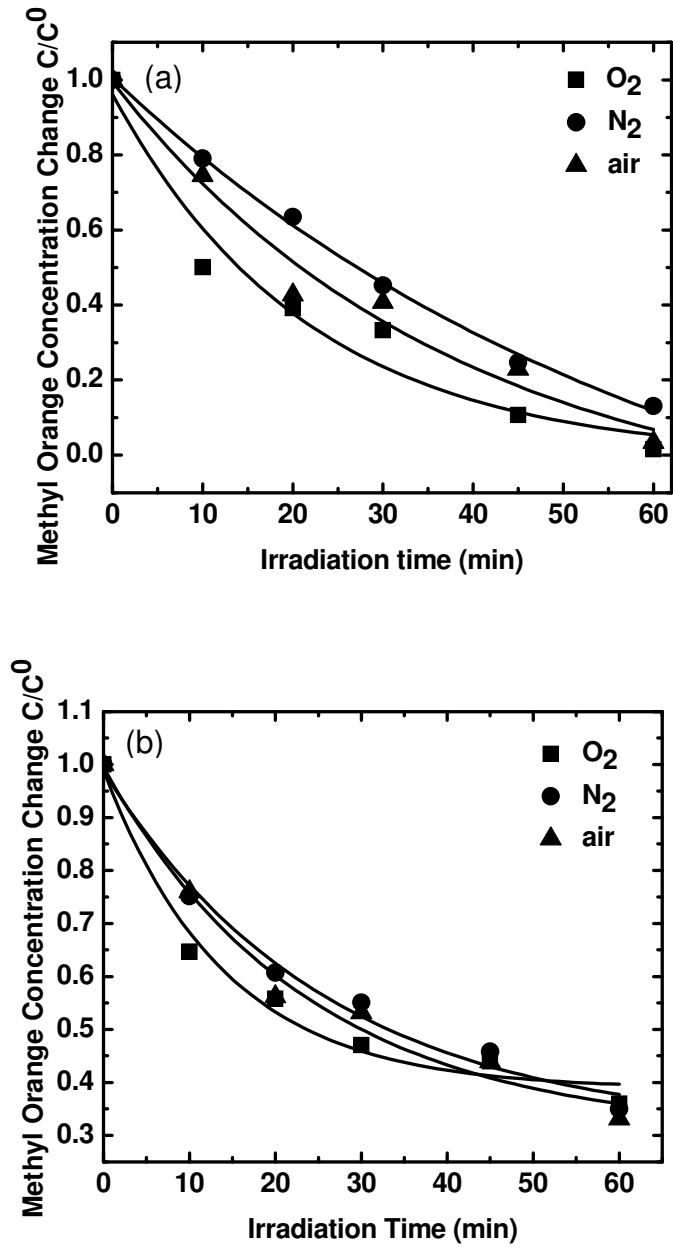 Methyl Orange Concentration Change C/C⁰
(a)
O₂
N₂
air
1.0
0.8
0.6
0.4
0.2
0.0
0 10 20 30 40 50 60
Irradiation time (min)
Methyl Orange Concentration Change C/C⁰
(b)
O₂
N₂
air
1.1
1.0
0.9
0.8
0.7
0.6
0.5
0.4
0.3
0 10 20 30 40 50 60
Irradiation Time (min)